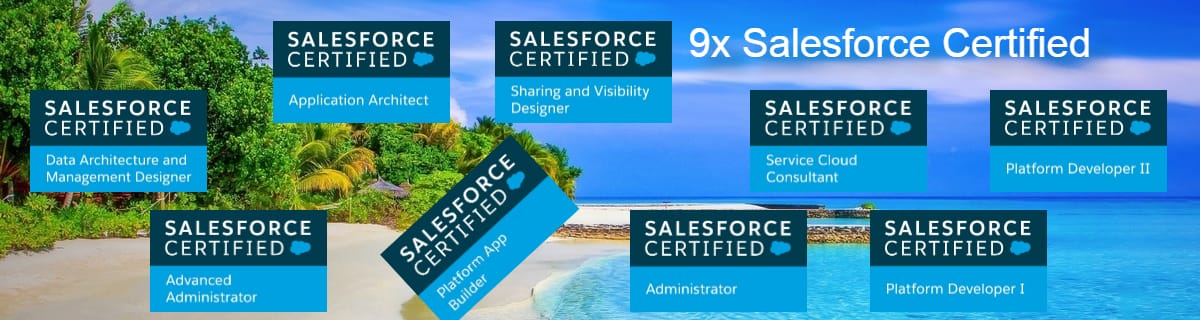 9x Salesforce Certified
SALESFORCE
CERTIFIED
Application Architect
SALESFORCE
CERTIFIED
Sharing and Visibility
Designer
SALESFORCE
CERTIFIED
Data Architecture and
Management Designer
SALESFORCE
CERTIFIED
Service Cloud
Consultant
SALESFORCE
CERTIFIED
Platform Developer II
SALESFORCE
CERTIFIED
Advanced
Administrator
SALESFORCE
CERTIFIED
Platform App
Builder
SALESFORCE
CERTIFIED
Administrator
SALESFORCE
CERTIFIED
Platform Developer I